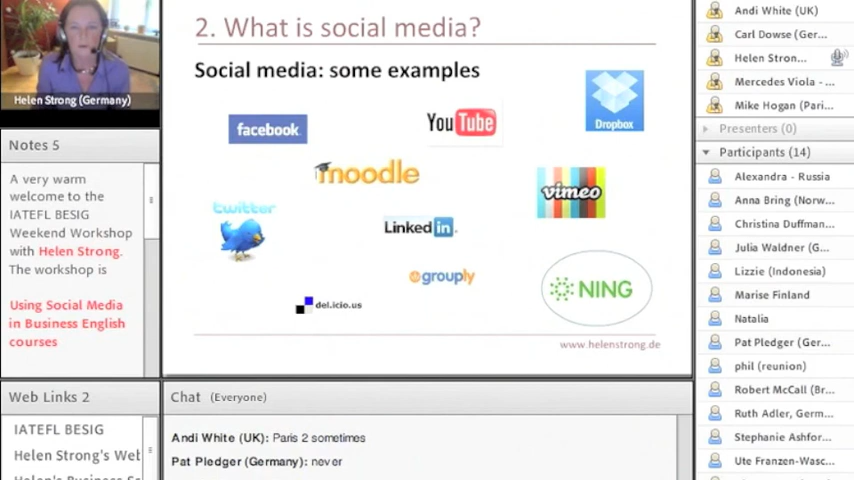 Helen Strong (Germany)
Notes 5
A very warm
welcome to the
IATEFL BESIG
Weekend Workshop
with Helen Strong.
The workshop is
Using Social Media
in Business English
courses
Web Links 2
IATEFL BESIG
Helen Strong's Web
Helen's Business Se
2. What is social media?
Social media: some examples
facebook
YouTube
Dropbox
moodle
vimeo
twitter
Linked in
grouply
NING
del.icio.us
www.helenstrong.de
Chat (Everyone)
Andi White (UK): Paris 2 sometimes
Pat Pledger (Germany): never
Andi White (UK)
Carl Dowse (Ger...
Helen Stron...
Mercedes Viola - ...
Mike Hogan (Pari...
Presenters (0)
Participants (14)
Alexandra - Russia
Anna Bring (Norw...
Christina Duffman...
Julia Waldner (G...
Lizzie (Indonesia)
Marise Finland
Natalia
Pat Pledger (Ger...
phil (reunion)
Robert McCall (Br...
Ruth Adler, Germ...
Stephanie Ashfor...
Ute Franzen-Wasc...